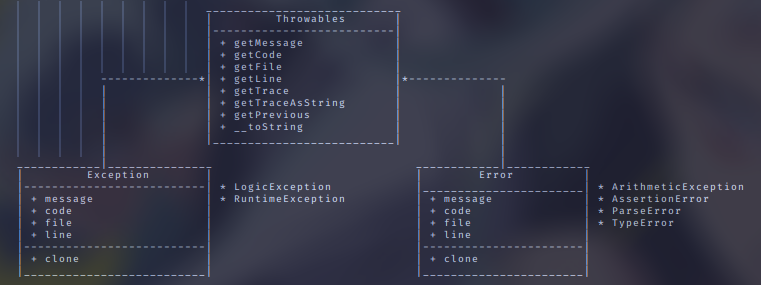 Throwables
+ getMessage
+ getCode
+ getFile
+ getLine
+ getTrace
+ getTraceAsString
+ getPrevious
+ __toString
Exception
+ message
+ code
+ file
+ line
+ clone
* LogicException
* RuntimeException
Error
+ message
+ code
+ file
+ line
+ clone
* ArithmeticException
* AssertionError
* ParseError
* TypeError